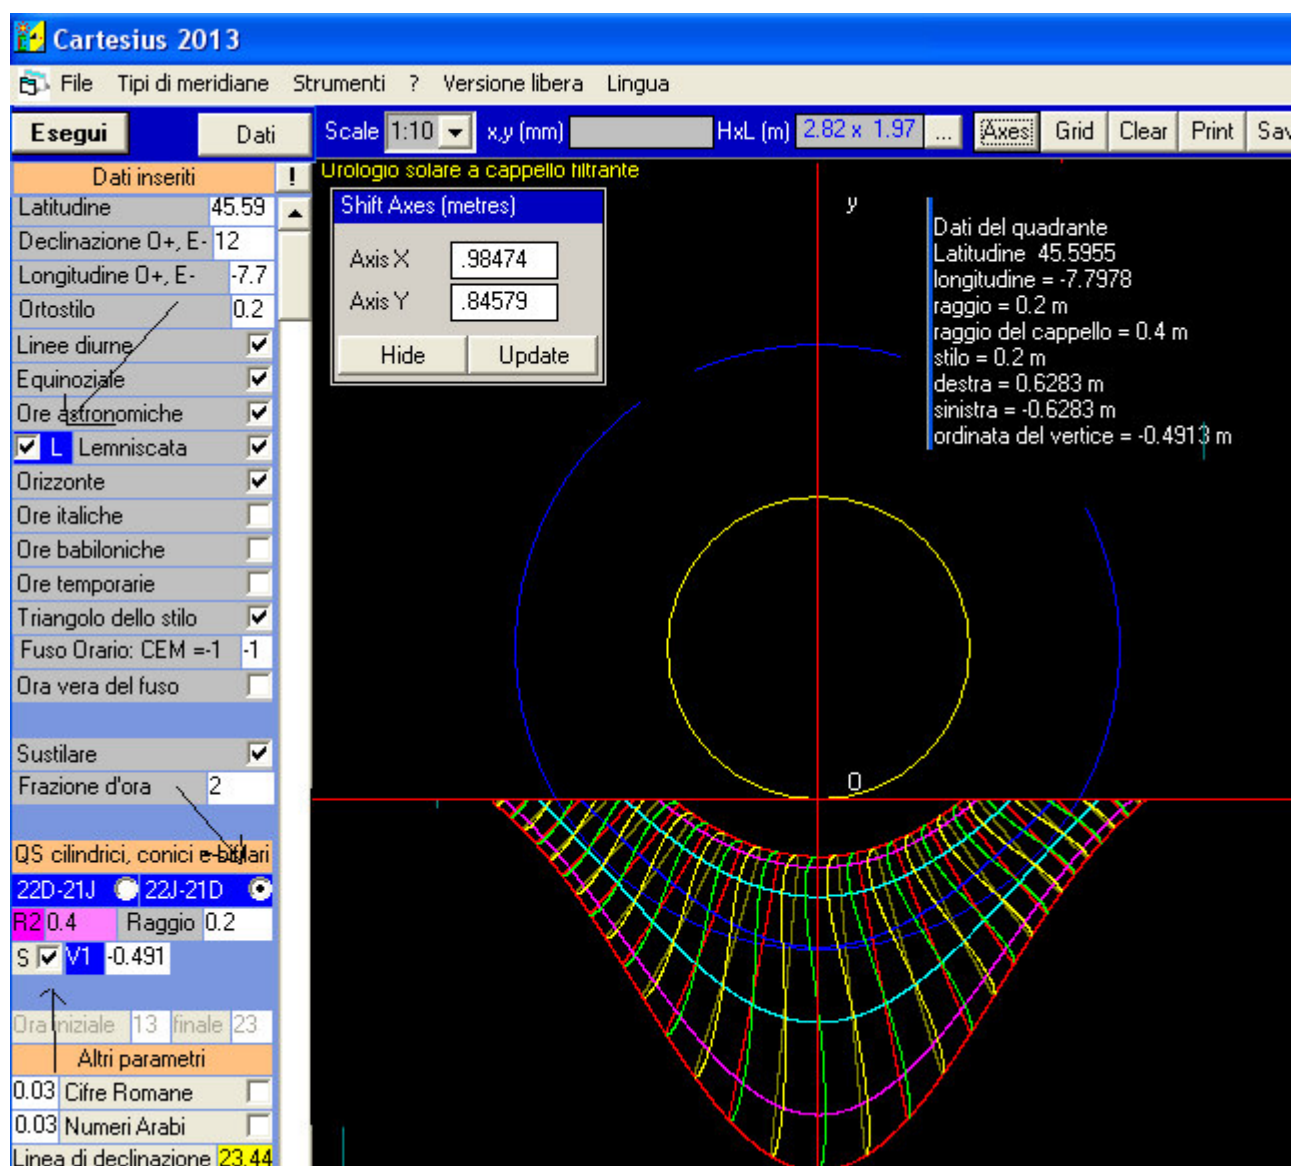 Cartesius 2013
File Tipi di meridiane Strumenti ? Versione libera Lingua
Esegui Dati Scale 1:10 x,y (mm) HxL (m) 2.82 x 1.97 ... Axes Grid Clear Print Sav
Dati inseriti !
Latitudine 45.59
Declinazione O+, E- 12
Longitudine O+, E- -7.7
Ortostilo 0.2
Linee diurne
Equinoziale
Ore astronomiche
L Lemniscata
Orizzonte
Ore italiche
Ore babiloniche
Ore temporarie
Triangolo dello stilo
Fuso Orario: CEM =-1 -1
Ora vera del fuso
Sustilare
Frazione d'ora 2
QS cilindrici, conici e bifilari
22D-21J 22J-21D
R2 0.4 Raggio 0.2
S V1 -0.491
Ora iniziale 13 finale 23
Altri parametri
0.03 Cifre Romane
0.03 Numeri Arabi
Linea di declinazione 23.44
Orologio solare a cappello filtrante
Shift Axes (metres)
Axis X .98474
Axis Y .84579
Hide Update
y
O
Dati del quadrante
Latitudine 45.5955
longitudine = -7.7978
raggio = 0.2 m
raggio del cappello = 0.4 m
stilo = 0.2 m
destra = 0.6283 m
sinistra = -0.6283 m
ordinata del vertice = -0.4913 m